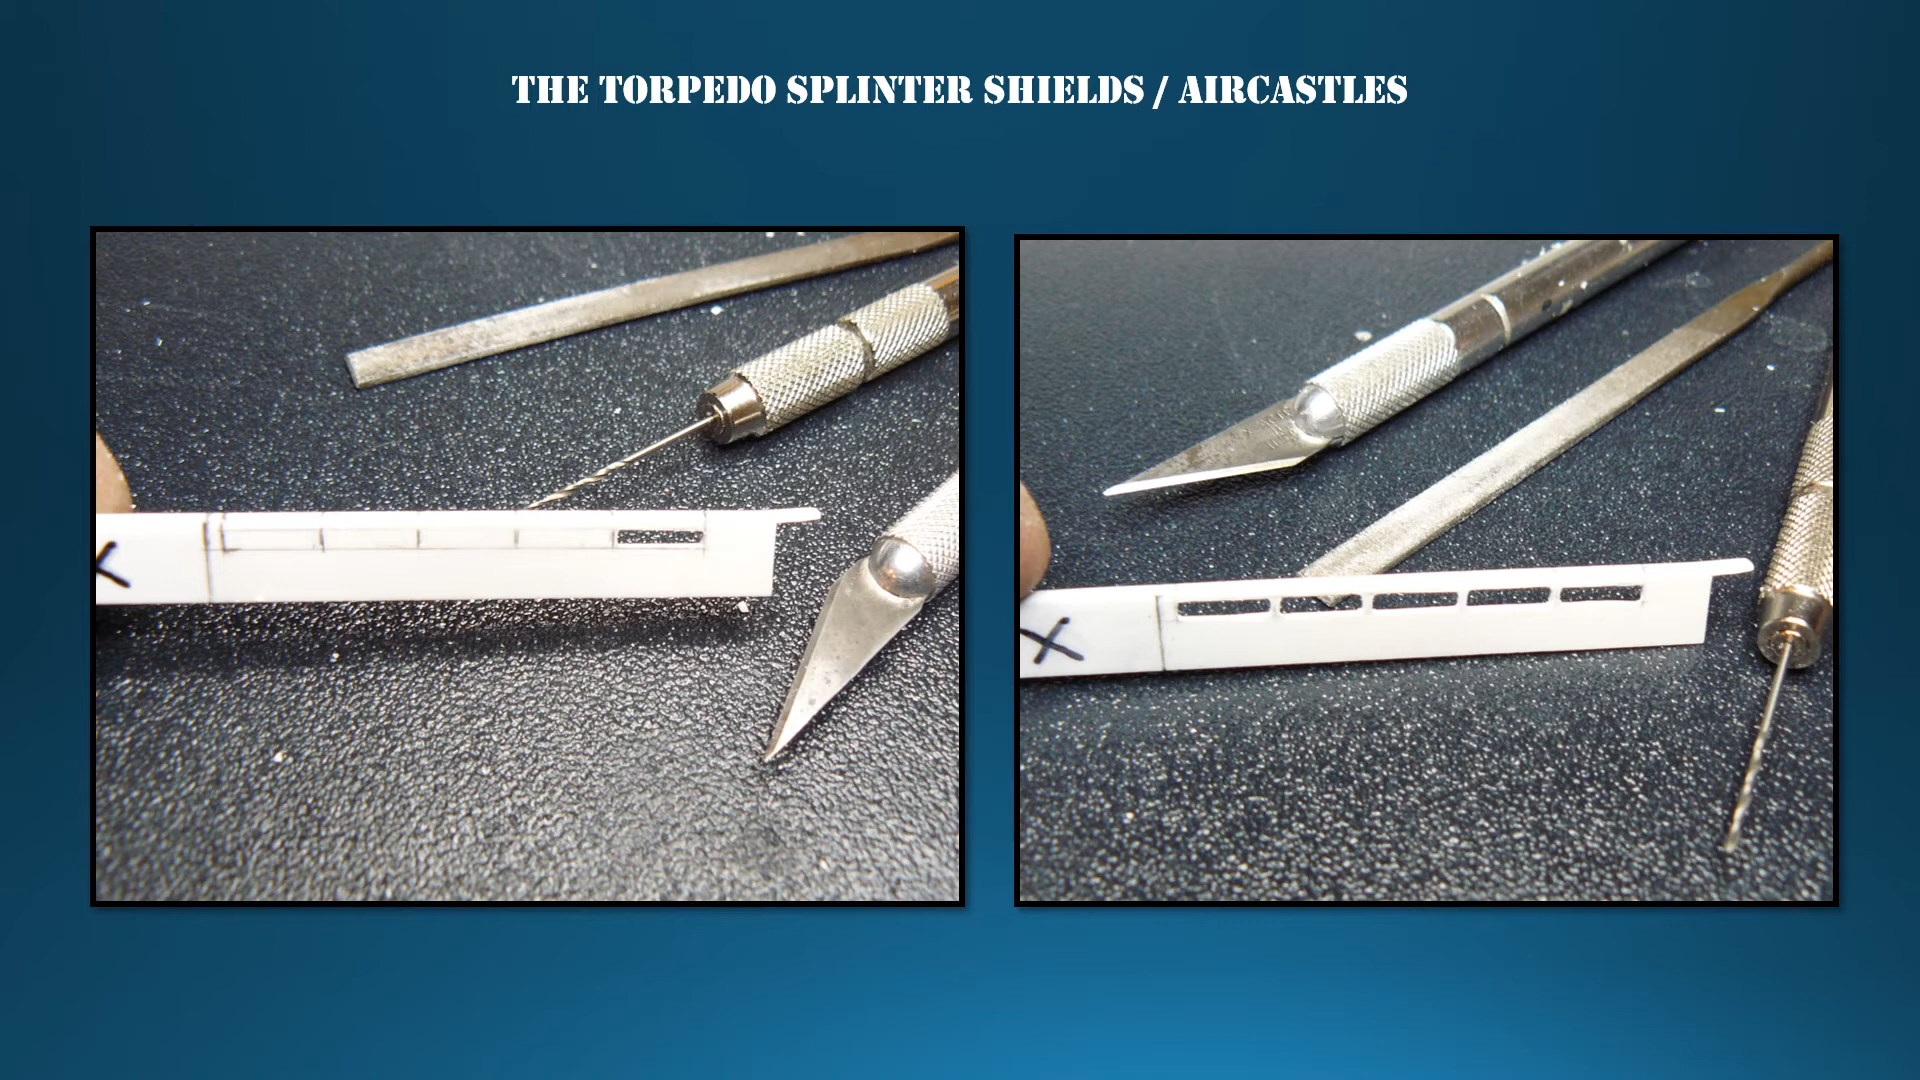 THE TORPEDO SPLINTER SHIELDS / AIRCASTLES
X
X